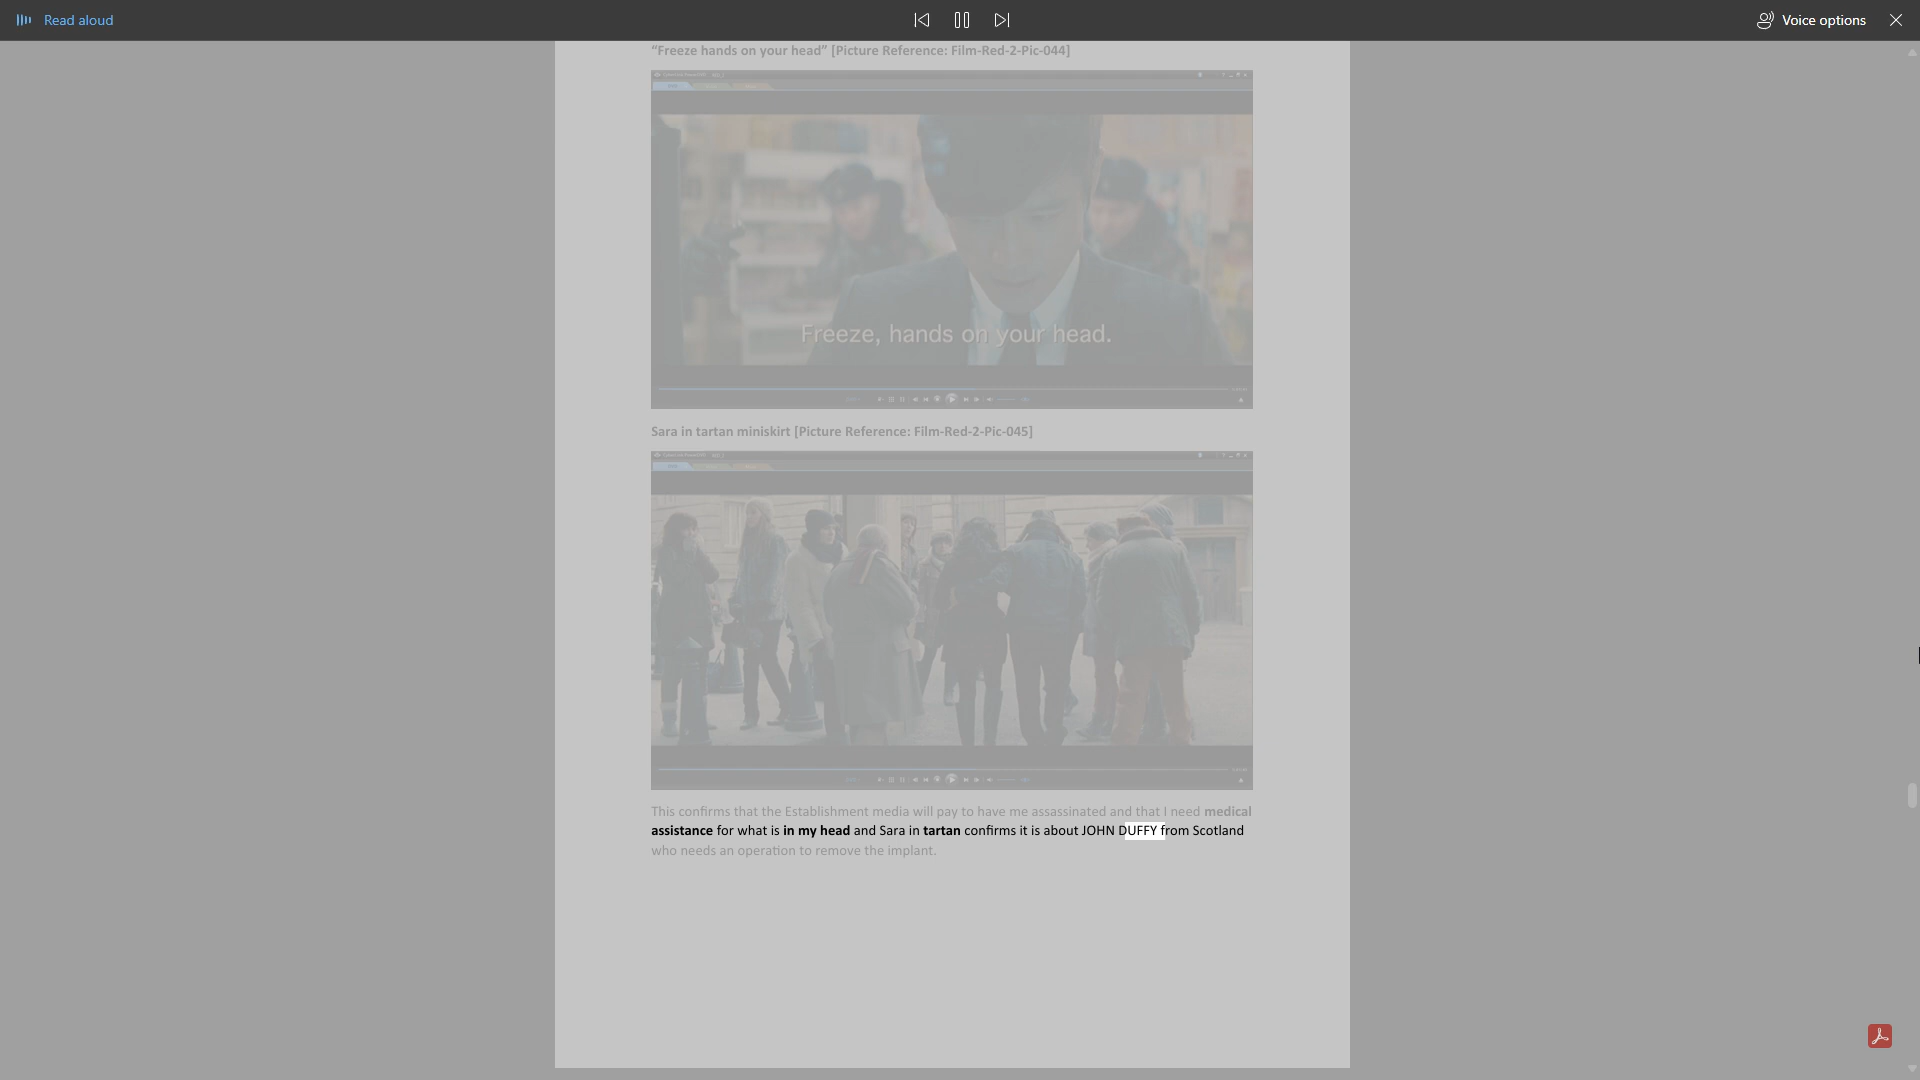 Read aloud
Voice options
“Freeze hands on your head” [Picture Reference: Film-Red-2-Pic-044]
Freeze, hands on your head.
Sara in tartan miniskirt [Picture Reference: Film-Red-2-Pic-045]
This confirms that the Establishment media will pay to have me assassinated and that I need medical
assistance for what is in my head and Sara in tartan confirms it is about JOHN DUFFY from Scotland
who needs an operation to remove the implant.